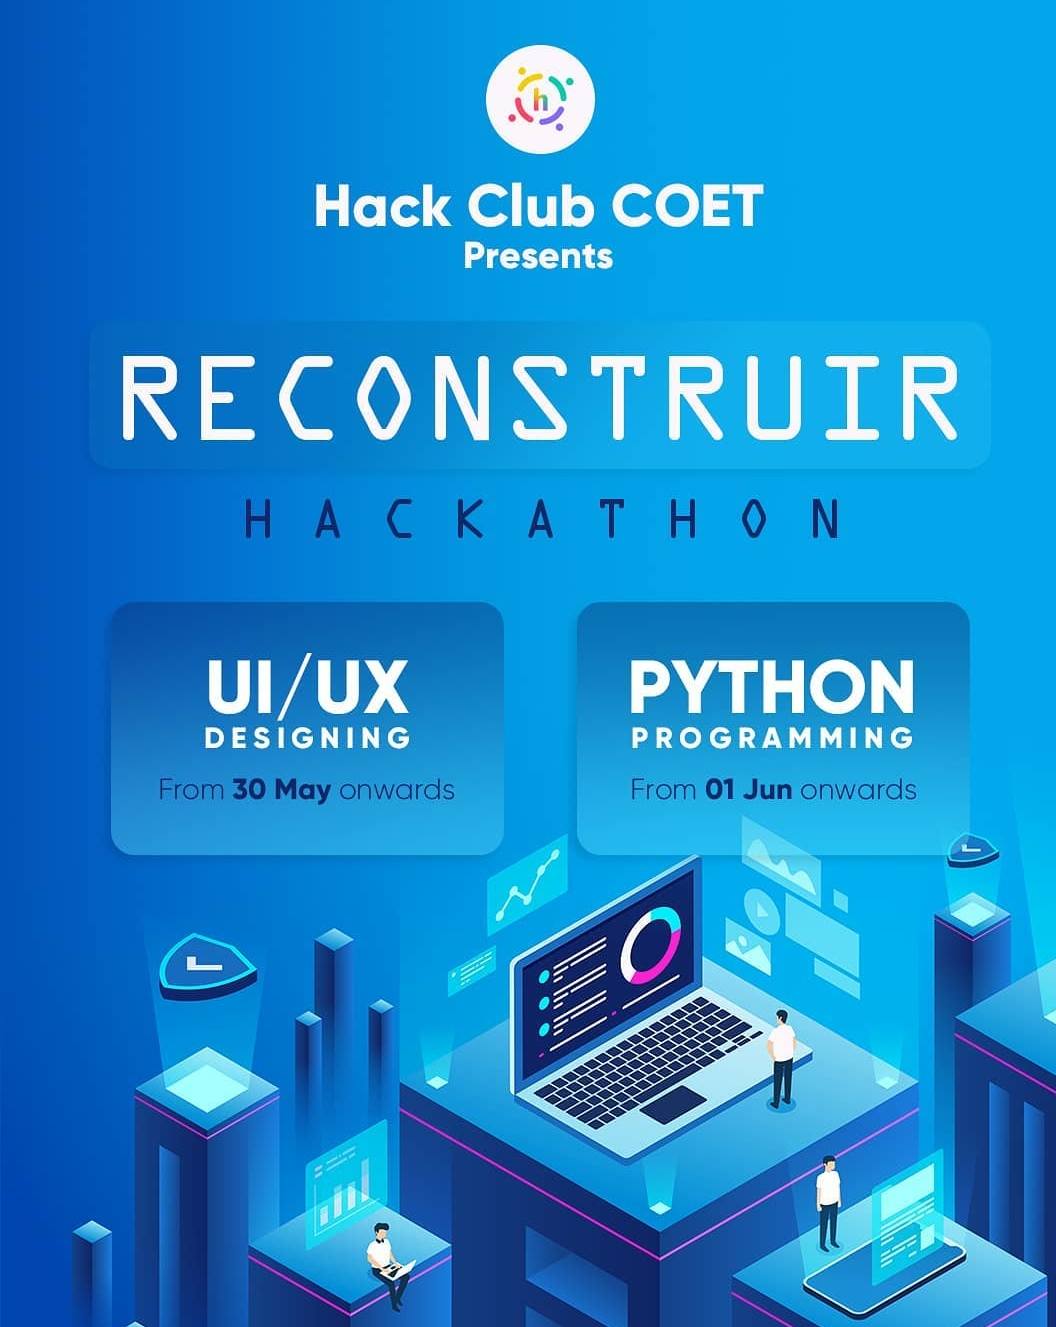 h
Hack Club COET
Presents
RECONSTRUIR
HACKATHON
UI/UX
DESIGNING
From 30 May onwards
PYTHON
PROGRAMMING
From 01 Jun onwards